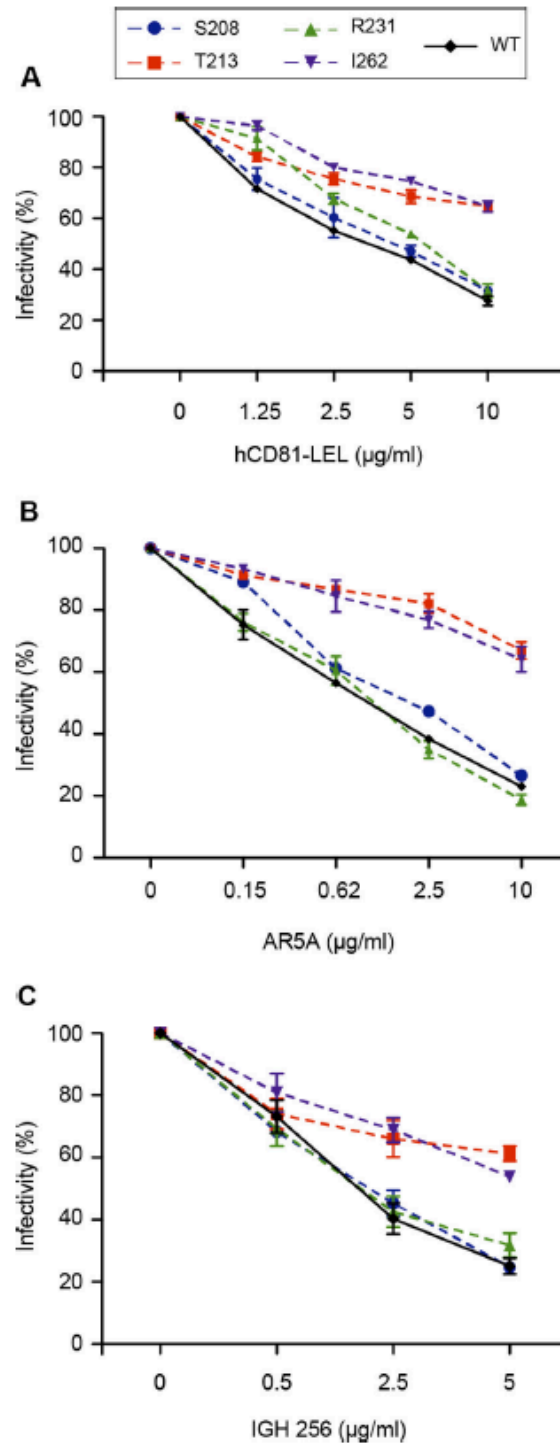 S208 R231 WT
T213 I262
A
100
80
60
40
20
0
Infectivity (%)
0 1.25 2.5 5 10
hCD81-LEL (µg/ml)
B
100
80
60
40
20
0
Infectivity (%)
0 0.15 0.62 2.5 10
AR5A (µg/ml)
C
100
80
60
40
20
0
Infectivity (%)
0 0.5 2.5 5
IGH 256 (µg/ml)